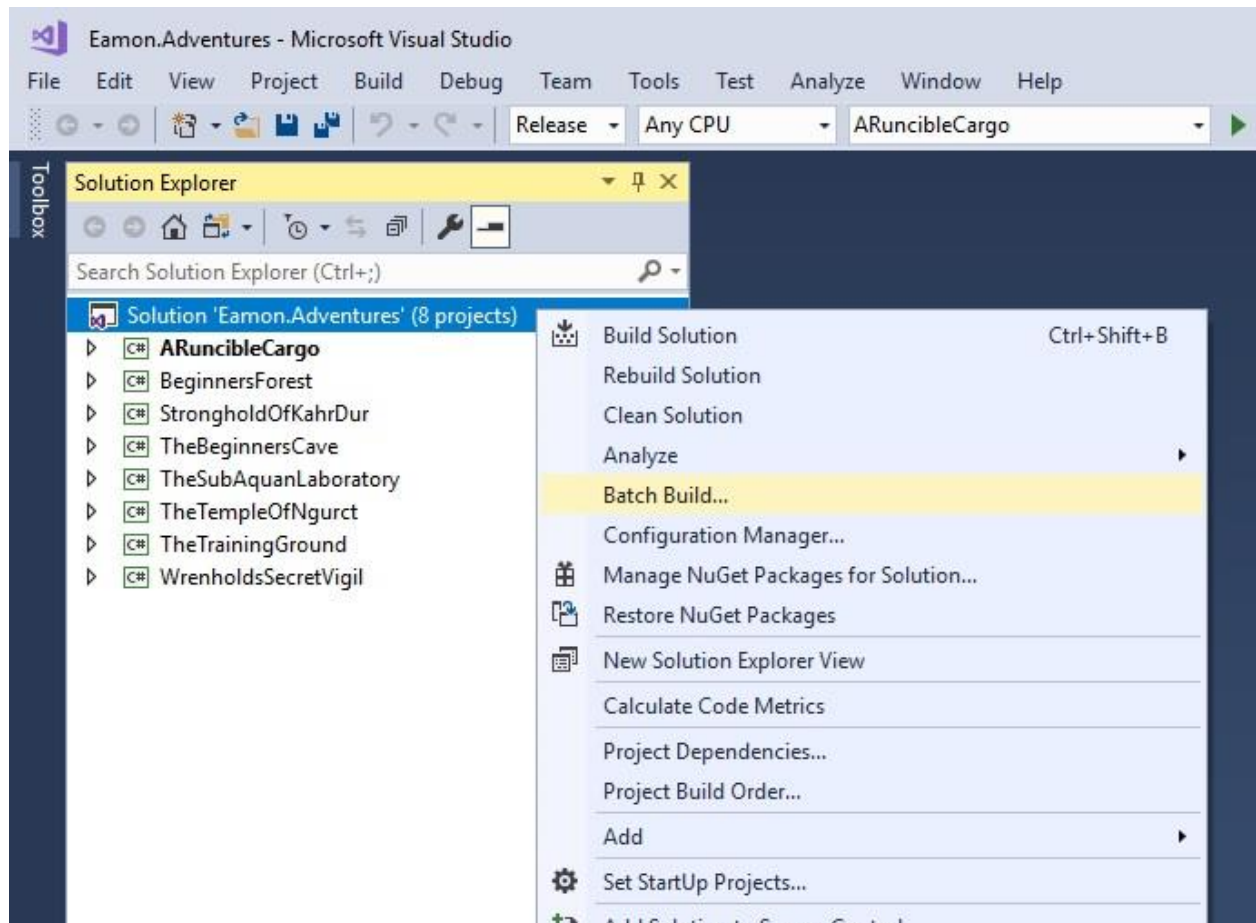 Eamon.Adventures - Microsoft Visual Studio
File Edit View Project Build Debug Team Tools Test Analyze Window Help
Release Any CPU ARuncibleCargo
Toolbox
Solution Explorer
Search Solution Explorer (Ctrl+;)
Solution 'Eamon.Adventures' (8 projects)
C# ARuncibleCargo
C# BeginnersForest
C# StrongholdOfKahrDur
C# TheBeginnersCave
C# TheSubAquanLaboratory
C# TheTempleOfNgurct
C# TheTrainingGround
C# WrenholdsSecretVigil
Build Solution Ctrl+Shift+B
Rebuild Solution
Clean Solution
Analyze
Batch Build...
Configuration Manager...
Manage NuGet Packages for Solution...
Restore NuGet Packages
New Solution Explorer View
Calculate Code Metrics
Project Dependencies...
Project Build Order...
Add
Set StartUp Projects...